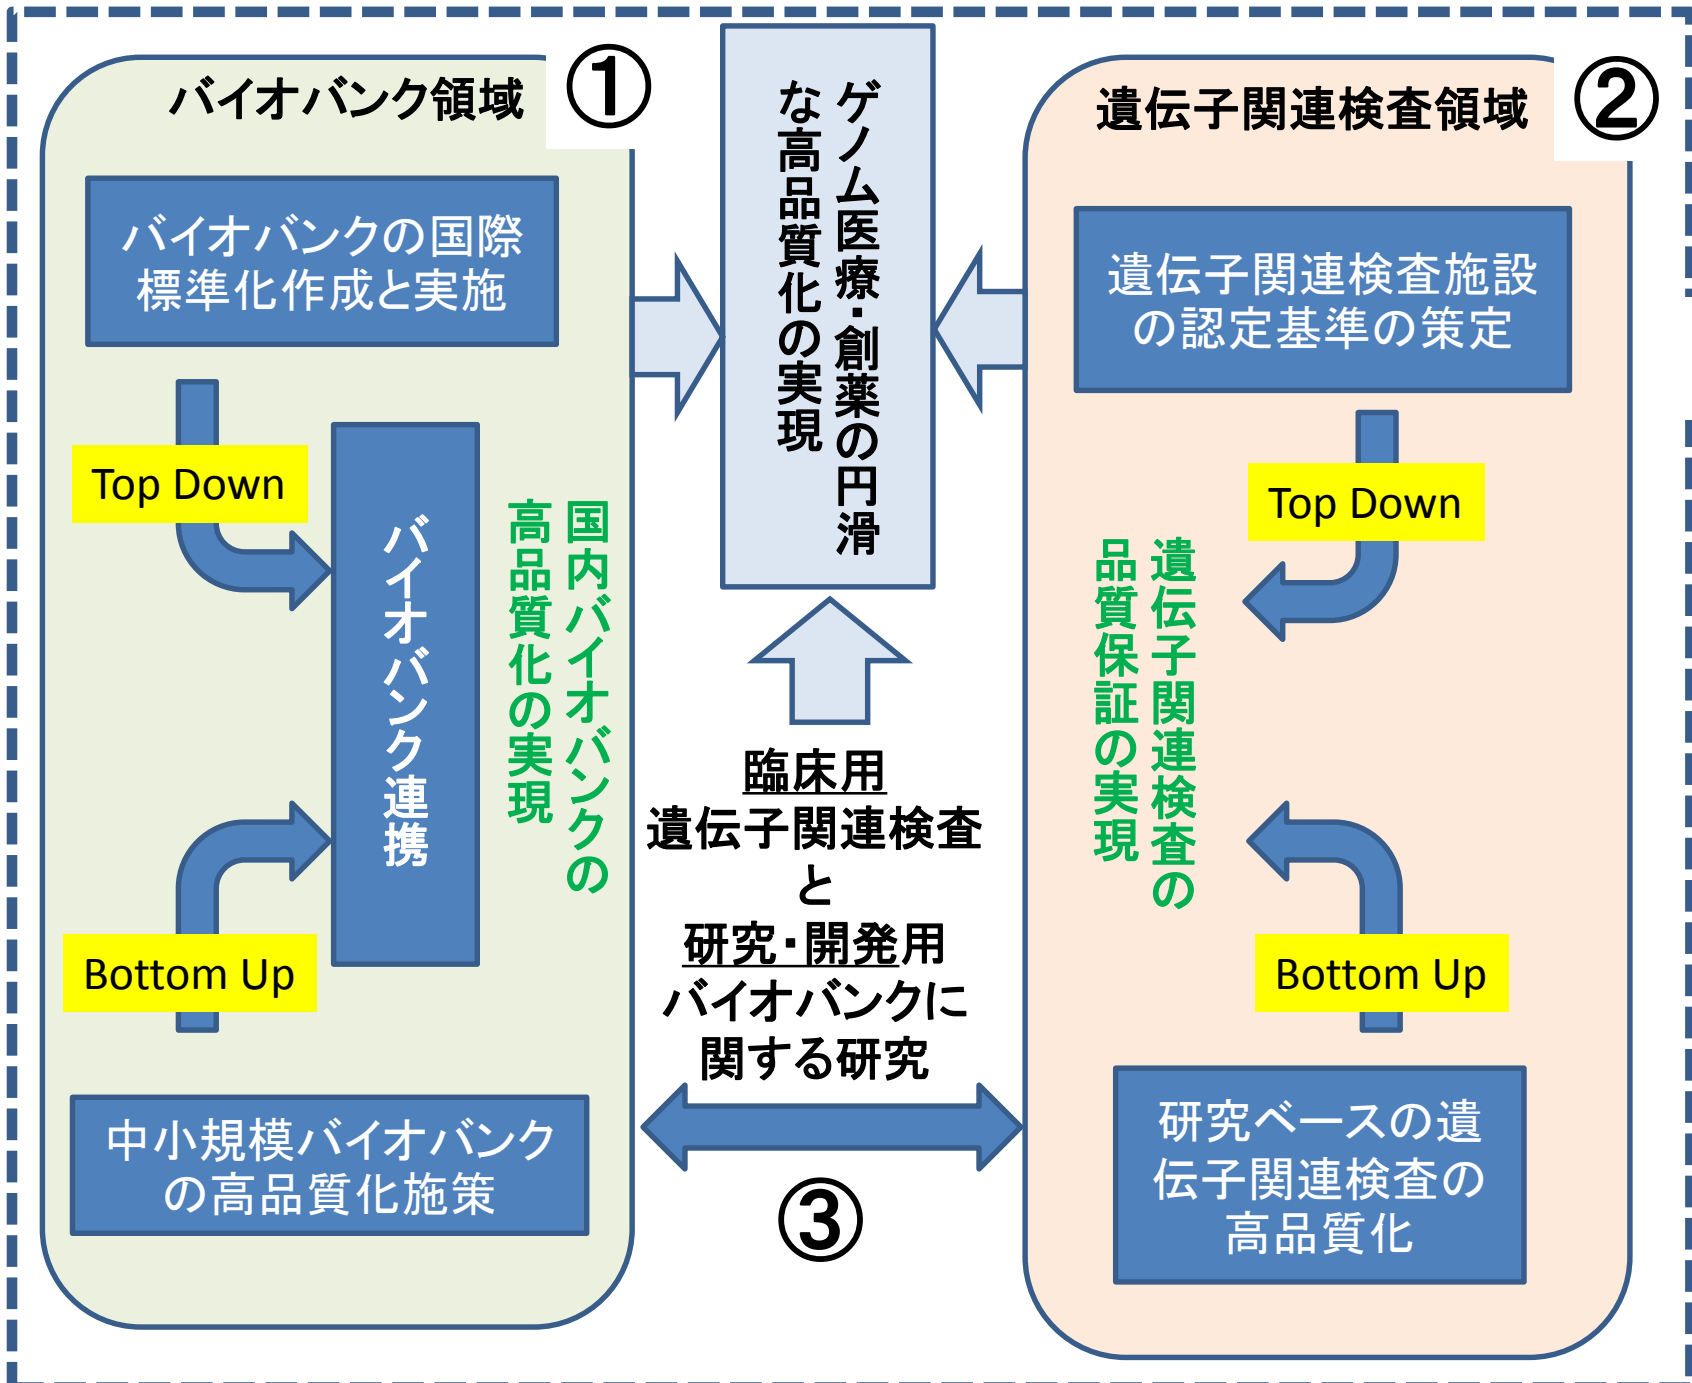 バイオバンク領域
①
バイオバンクの国際
標準化作成と実施
Top Down
バイオバンク連携
国内バイオバンクの
高品質化の実現
Bottom Up
中小規模バイオバンク
の高品質化施策
ゲノム医療・創薬の円滑
な高品質化の実現
臨床用
遺伝子関連検査
と
研究・開発用
バイオバンクに
関する研究
③
遺伝子関連検査領域
②
遺伝子関連検査施設
の認定基準の策定
Top Down
遺伝子関連検査の
品質保証の実現
Bottom Up
研究ベースの遺
伝子関連検査の
高品質化